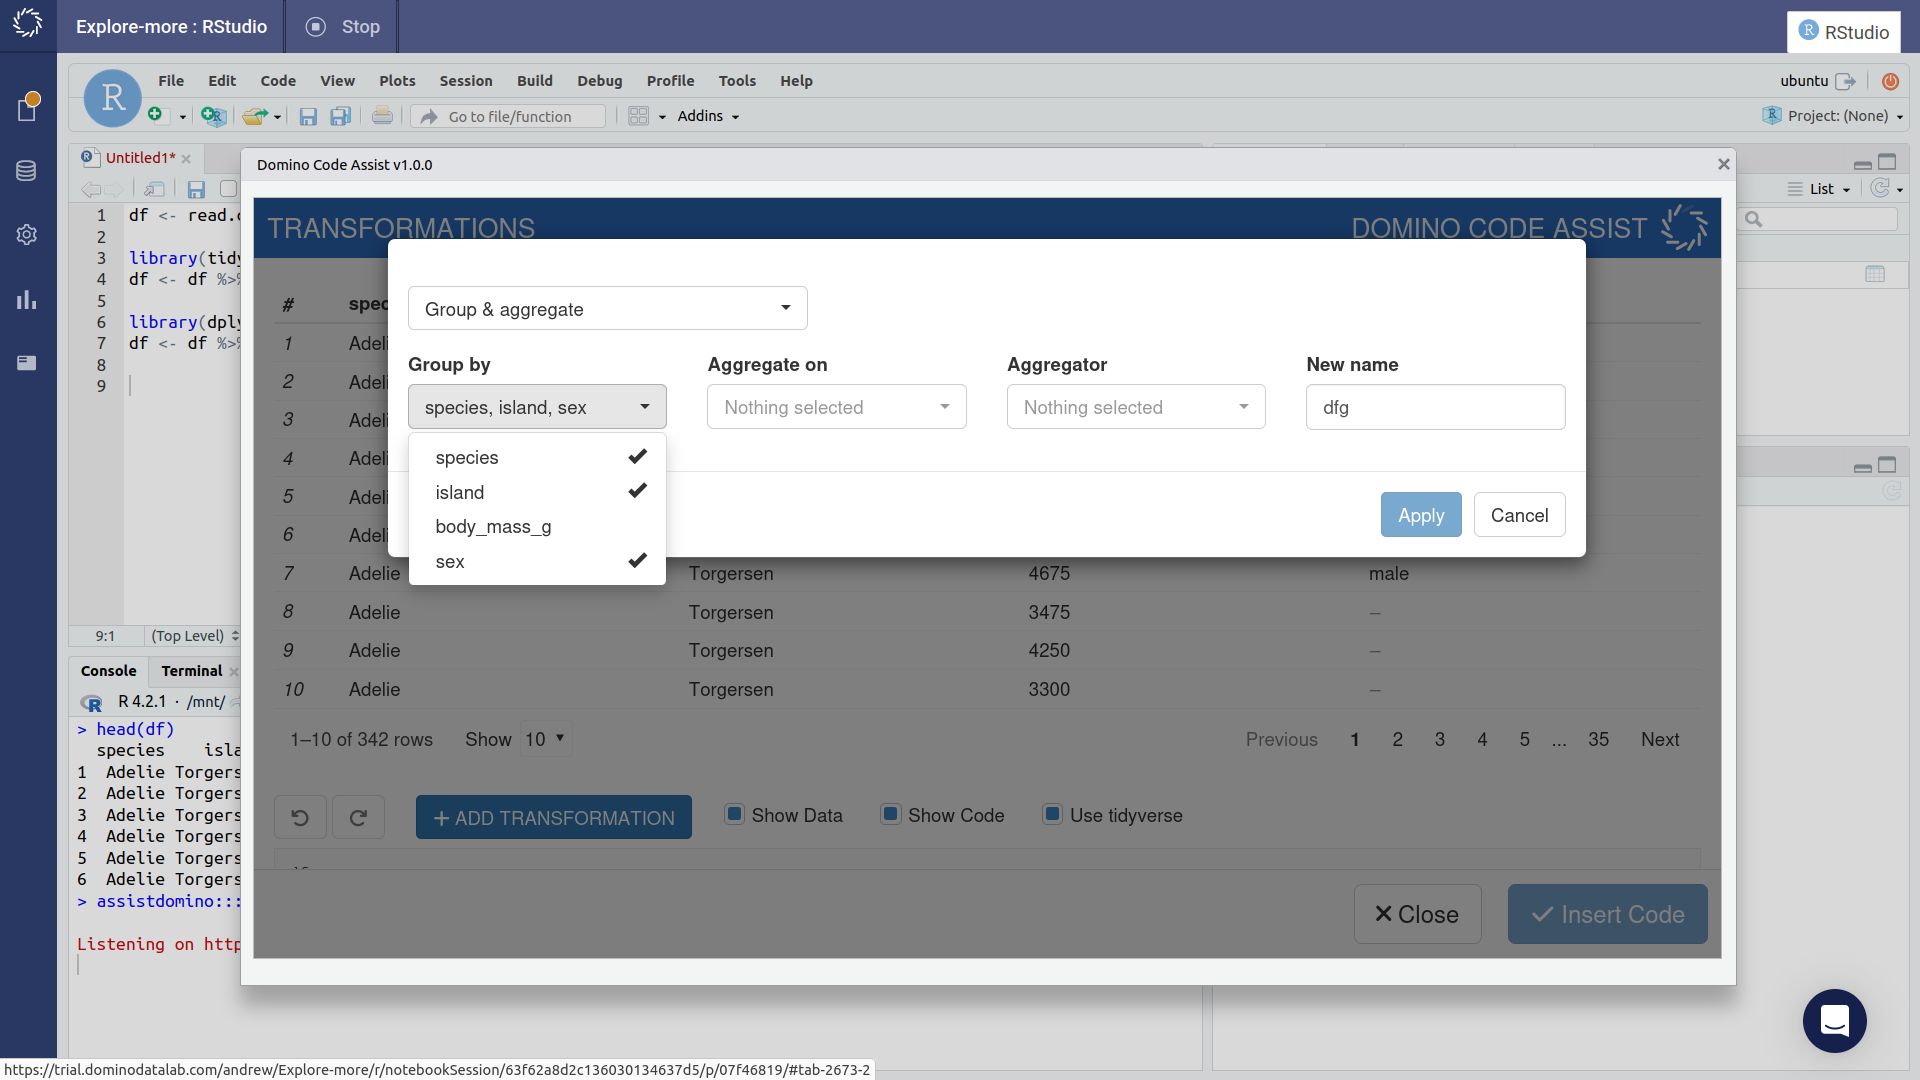 Explore-more : RStudio
Stop
R RStudio
R
File Edit Code View Plots Session Build Debug Profile Tools Help
ubuntu
Go to file/function
Addins
Project: (None)
Untitled1*
Domino Code Assist v1.0.0
List
1 df <- read.
2
3 library(tidy
4 df <- df %>%
5
6 library(dply
7 df <- df %>%
8
9
9:1 (Top Level)
TRANSFORMATIONS
DOMINO CODE ASSIST
Group & aggregate
Group by
Aggregate on
Aggregator
New name
species, island, sex
Nothing selected
Nothing selected
dfg
species
island
body_mass_g
sex
Apply
Cancel
# spec
1 Adeli
2 Adeli
3 Adeli
4 Adeli
5 Adeli
6 Adeli
7 Adelie Torgersen 4675 male
8 Adelie Torgersen 3475 –
9 Adelie Torgersen 4250 –
10 Adelie Torgersen 3300 –
1–10 of 342 rows
Show 10
Previous 1 2 3 4 5 ... 35 Next
+ ADD TRANSFORMATION
Show Data
Show Code
Use tidyverse
Close
Insert Code
Console Terminal
R 4.2.1 · /mnt/
> head(df)
species isla
1 Adelie Torgers
2 Adelie Torgers
3 Adelie Torgers
4 Adelie Torgers
5 Adelie Torgers
6 Adelie Torgers
> assistdomino:::
Listening on http
https://trial.dominodatalab.com/andrew/Explore-more/r/notebookSession/63f62a8d2c136030134637d5/p/07f46819/#tab-2673-2